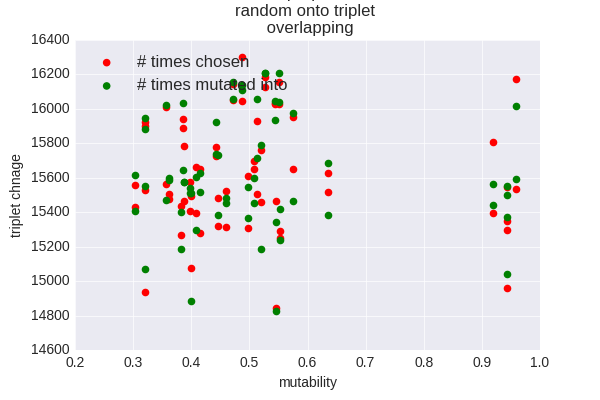 random onto triplet
overlapping
# times chosen
# times mutated into
triplet chnage
16400
16200
16000
15800
15600
15400
15200
15000
14800
14600
0.2 0.3 0.4 0.5 0.6 0.7 0.8 0.9 1.0
mutability